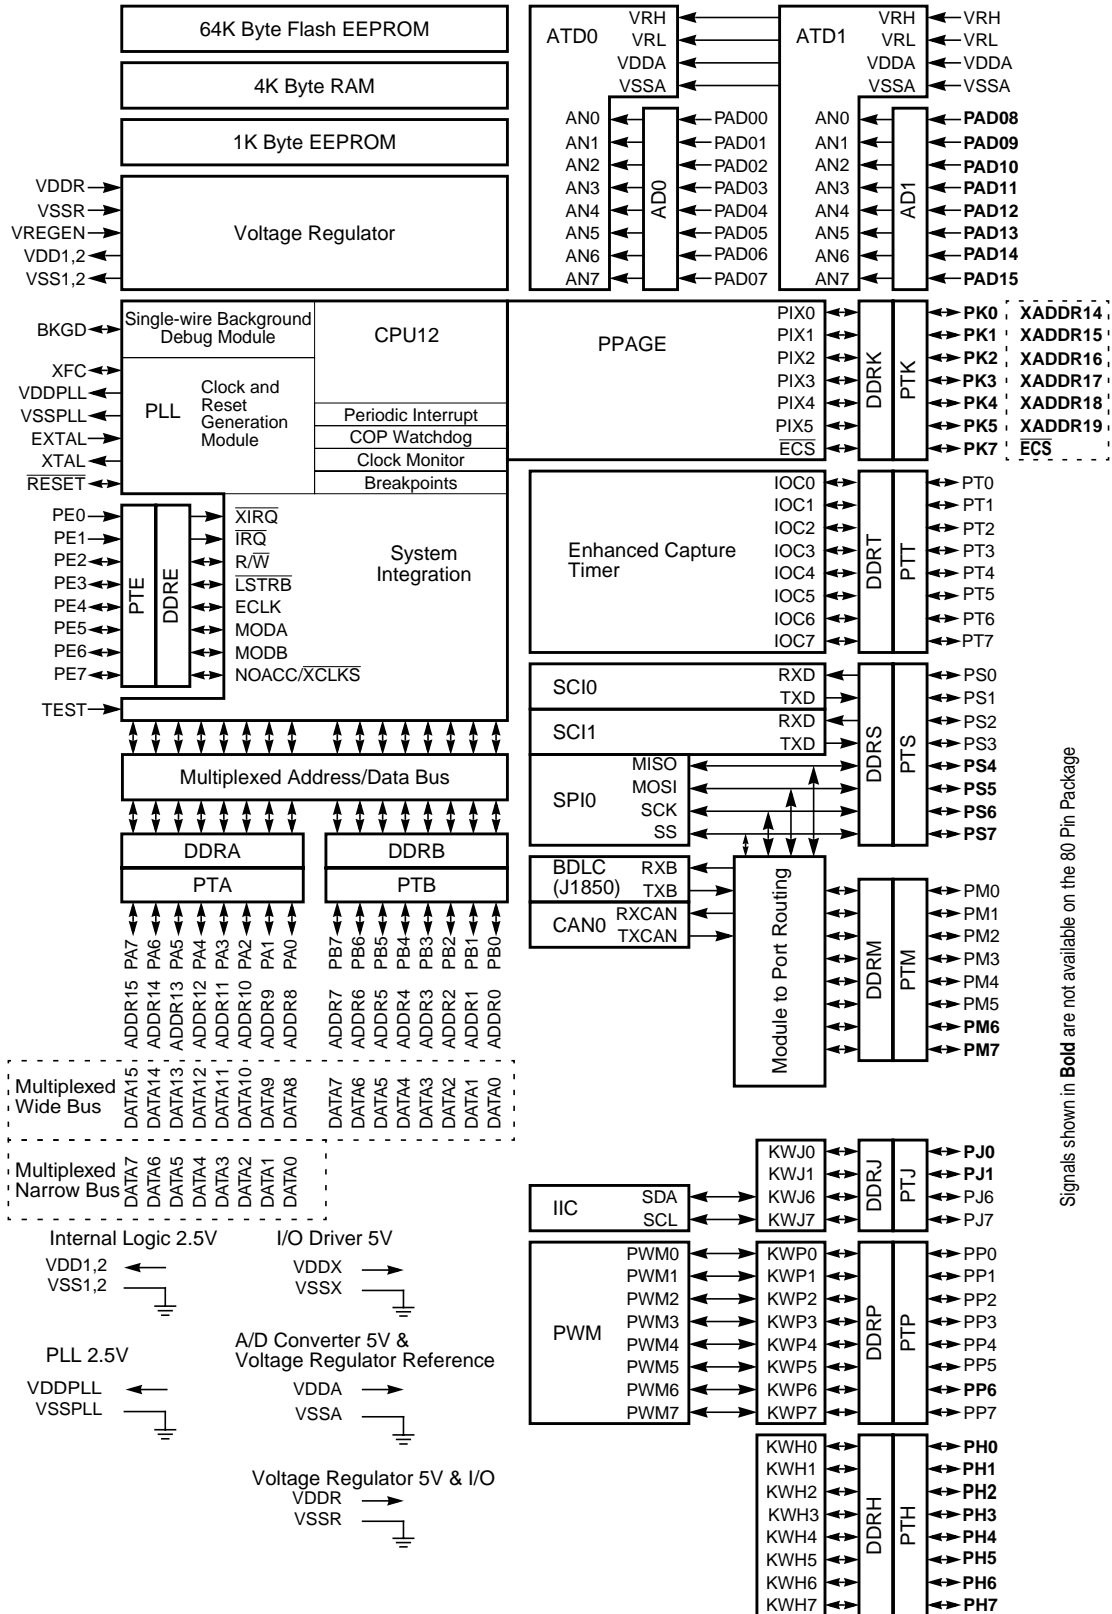 64K Byte Flash EEPROM
4K Byte RAM
1K Byte EEPROM
VDDR
VSSR
VREGEN
VDD1,2
VSS1,2
Voltage Regulator
ATD0
VRH
VRL
VDDA
VSSA
AN0
AN1
AN2
AN3
AN4
AN5
AN6
AN7
AD0
PAD00
PAD01
PAD02
PAD03
PAD04
PAD05
PAD06
PAD07
ATD1
VRH
VRL
VDDA
VSSA
VRH
VRL
VDDA
VSSA
AN0
AN1
AN2
AN3
AN4
AN5
AN6
AN7
AD1
PAD08
PAD09
PAD10
PAD11
PAD12
PAD13
PAD14
PAD15
BKGD
XFC
VDDPLL
VSSPLL
EXTAL
XTAL
RESET
Single-wire Background
Debug Module
CPU12
PLL
Clock and
Reset
Generation
Module
Periodic Interrupt
COP Watchdog
Clock Monitor
Breakpoints
PPAGE
PIX0
PIX1
PIX2
PIX3
PIX4
PIX5
ECS
DDRK
PTK
PK0 XADDR14
PK1 XADDR15
PK2 XADDR16
PK3 XADDR17
PK4 XADDR18
PK5 XADDR19
PK7 ECS
PE0
PE1
PE2
PE3
PE4
PE5
PE6
PE7
TEST
PTE
DDRE
XIRQ
IRQ
R/W
LSTRB
ECLK
MODA
MODB
NOACC/XCLKS
System
Integration
Enhanced Capture
Timer
IOC0
IOC1
IOC2
IOC3
IOC4
IOC5
IOC6
IOC7
DDRT
PTT
PT0
PT1
PT2
PT3
PT4
PT5
PT6
PT7
SCI0
RXD
TXD
SCI1
RXD
TXD
SPI0
MISO
MOSI
SCK
SS
DDRS
PTS
PS0
PS1
PS2
PS3
PS4
PS5
PS6
PS7
Multiplexed Address/Data Bus
DDRA
PTA
DDRB
PTB
PA7 PA6 PA5 PA4 PA3 PA2 PA1 PA0 PB7 PB6 PB5 PB4 PB3 PB2 PB1 PB0
ADDR15 ADDR14 ADDR13 ADDR12 ADDR11 ADDR10 ADDR9 ADDR8 ADDR7 ADDR6 ADDR5 ADDR4 ADDR3 ADDR2 ADDR1 ADDR0
Multiplexed
Wide Bus
DATA15 DATA14 DATA13 DATA12 DATA11 DATA10 DATA9 DATA8 DATA7 DATA6 DATA5 DATA4 DATA3 DATA2 DATA1 DATA0
Multiplexed
Narrow Bus
DATA7 DATA6 DATA5 DATA4 DATA3 DATA2 DATA1 DATA0
BDLC
(J1850)
RXB
TXB
CAN0
RXCAN
TXCAN
Module to Port Routing
DDRM
PTM
PM0
PM1
PM2
PM3
PM4
PM5
PM6
PM7
Signals shown in Bold are not available on the 80 Pin Package
IIC
SDA
SCL
KWJ0
KWJ1
KWJ6
KWJ7
DDRJ
PTJ
PJ0
PJ1
PJ6
PJ7
Internal Logic 2.5V
VDD1,2
VSS1,2
I/O Driver 5V
VDDX
VSSX
PLL 2.5V
VDDPLL
VSSPLL
A/D Converter 5V &
Voltage Regulator Reference
VDDA
VSSA
Voltage Regulator 5V & I/O
VDDR
VSSR
PWM
PWM0
PWM1
PWM2
PWM3
PWM4
PWM5
PWM6
PWM7
KWP0
KWP1
KWP2
KWP3
KWP4
KWP5
KWP6
KWP7
DDRP
PTP
PP0
PP1
PP2
PP3
PP4
PP5
PP6
PP7
KWH0
KWH1
KWH2
KWH3
KWH4
KWH5
KWH6
KWH7
DDRH
PTH
PH0
PH1
PH2
PH3
PH4
PH5
PH6
PH7